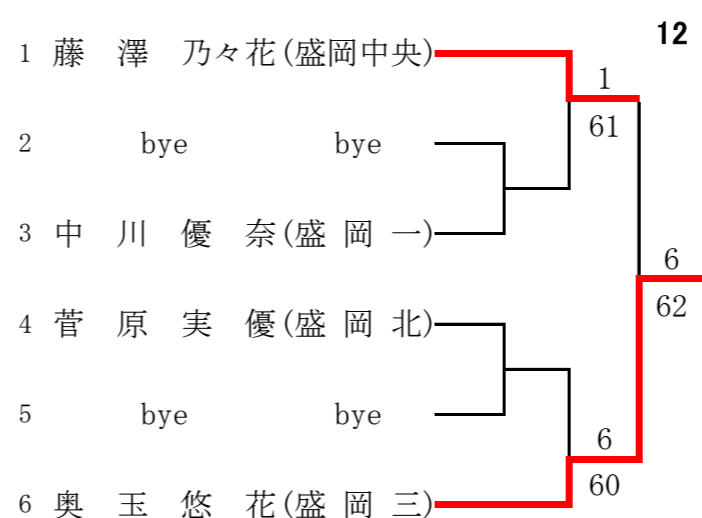 12
1 藤 澤 乃々花(盛岡中央)
1
61
2 bye bye
3 中 川 優 奈(盛 岡 一)
6
62
4 菅 原 実 優(盛 岡 北)
5 bye bye
6
60
6 奥 玉 悠 花(盛 岡 三)